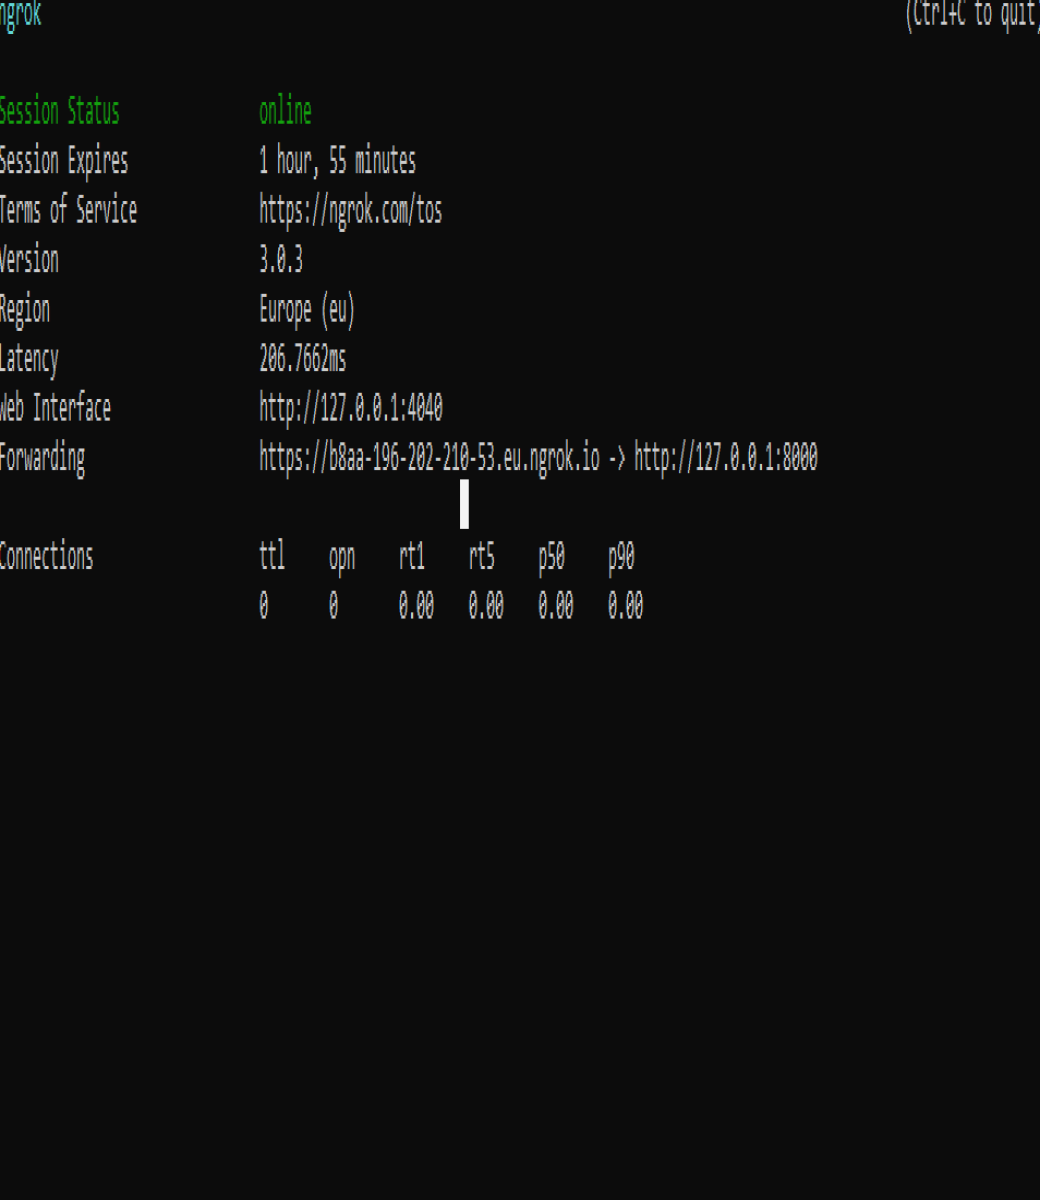 ngrok (Ctrl+C to quit)
Session Status online
Session Expires 1 hour, 55 minutes
Terms of Service https://ngrok.com/tos
Version 3.0.3
Region Europe (eu)
Latency 206.7662ms
Web Interface http://127.0.0.1:4040
Forwarding https://b8aa-196-202-210-53.eu.ngrok.io -> http://127.0.0.1:8000
Connections ttl opn rt1 rt5 p50 p90
0 0 0.00 0.00 0.00 0.00